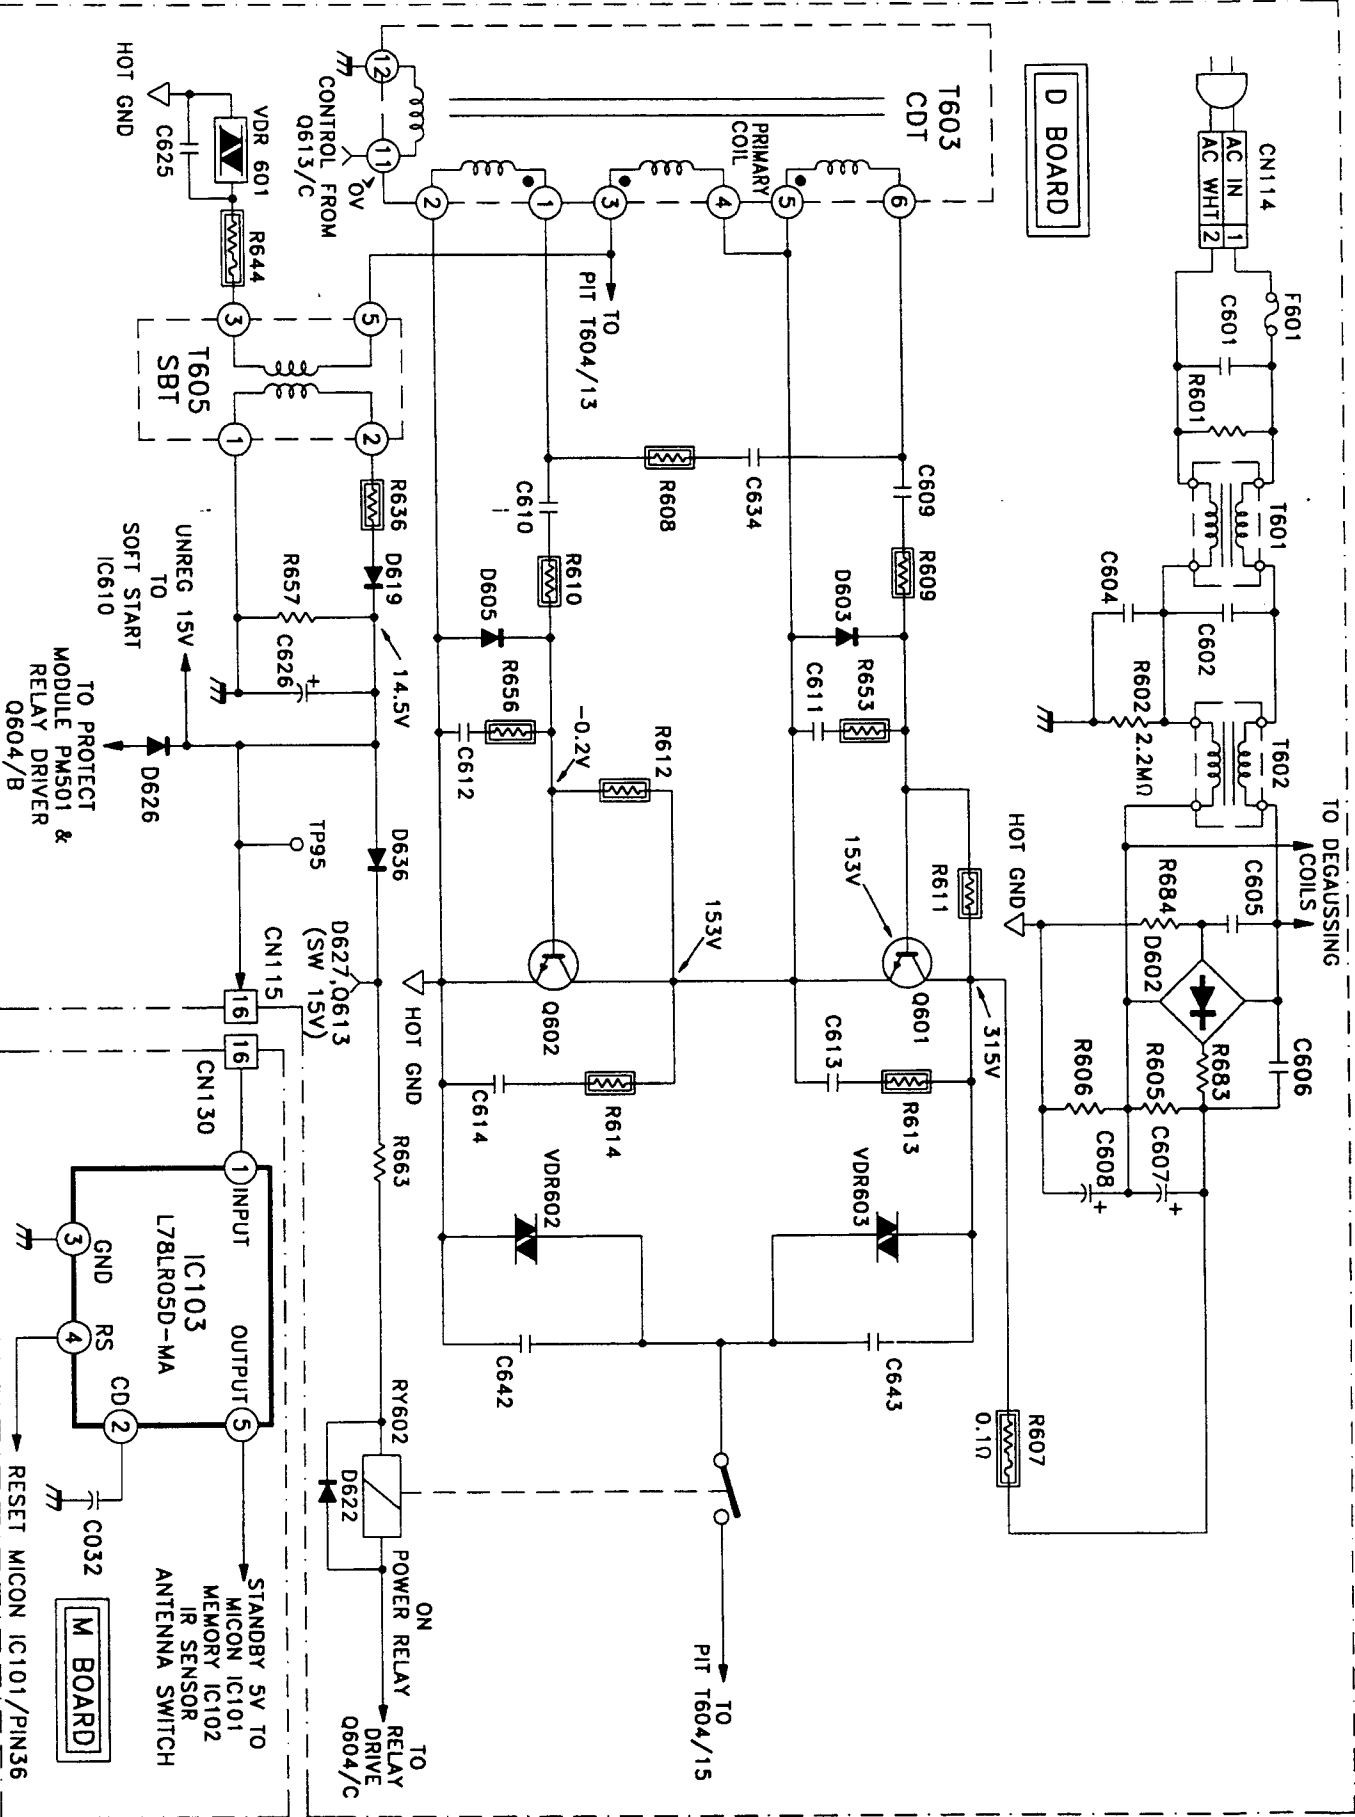 D BOARD
CN114
AC IN
1
AC WHT
2
F601
C601
R601
T601
C604
C602
R602
2.2MΩ
T602
TO DEGAUSSING
COILS
HOT GND
R684
C605
D602
C606
R683
R605
R606
C607
+
C608
+
R607
0.1Ω
T603
CDT
PRIMARY
COIL
12
11
CONTROL FROM
Q613/C
0V
2
1
3
4
5
6
TO
PIT T604/13
R608
C634
C609
R609
D603
C611
R653
R611
153V
Q601
315V
C613
R613
VDR603
C643
C610
R610
D605
R656
C612
-0.2V
R612
153V
Q602
HOT GND
C614
R614
VDR602
C642
TO
PIT T604/15
HOT GND
VDR 601
C625
R644
3
5
T605
SBT
1
2
R636
D619
R657
C626
+
14.5V
UNREG 15V
TO
SOFT START
IC610
TO PROTECT
MODULE PM501 &
RELAY DRIVER
Q604/B
D626
TP95
D636
D627,Q613
(SW 15V)
R663
RY602
D622
ON
POWER RELAY
TO
RELAY
DRIVE
Q604/C
CN115
16
16
CN130
1
INPUT
IC103
L78LR05D-MA
3
GND
4
RS
CD
2
OUTPUT
5
C032
STANDBY 5V TO
MICON IC101
MEMORY IC102
IR SENSOR
ANTENNA SWITCH
M BOARD
RESET MICON IC101/PIN36